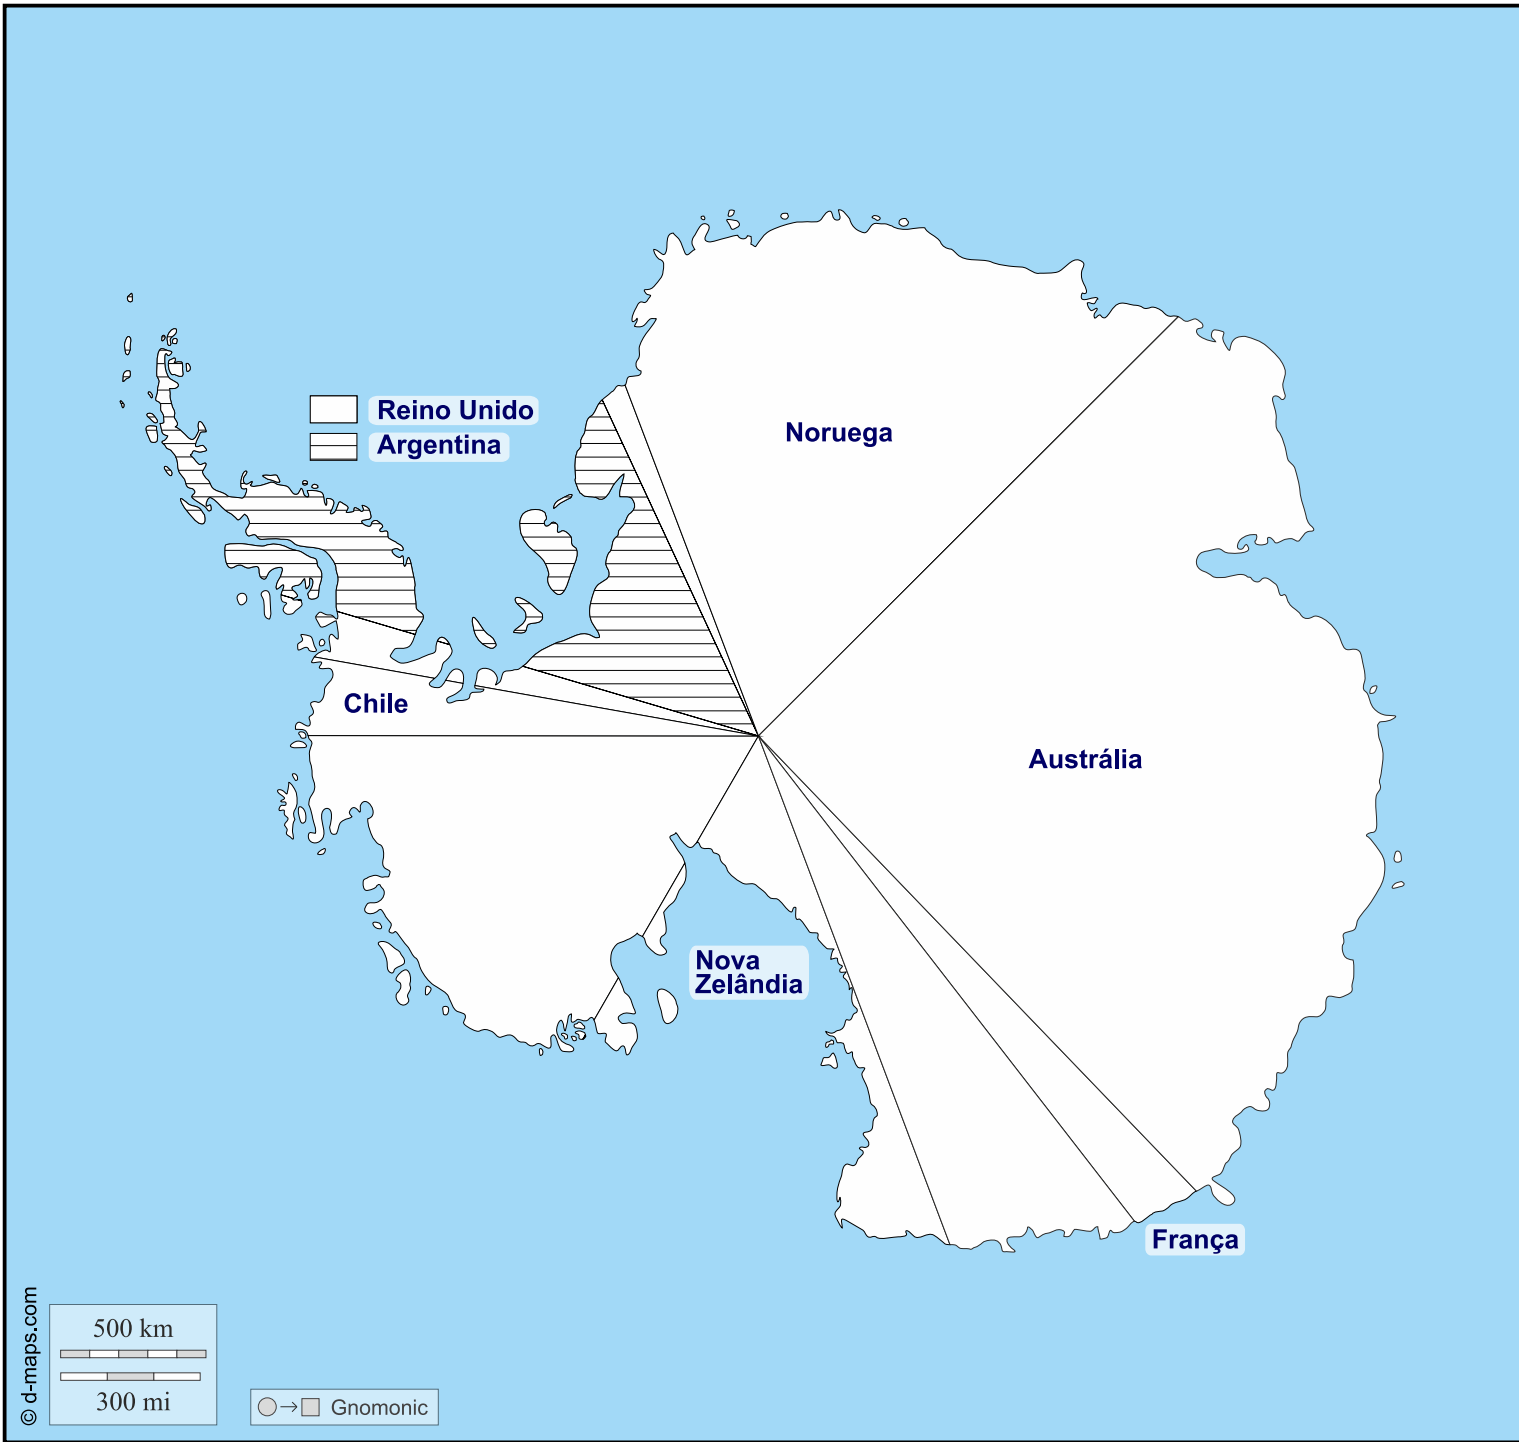 Reino Unido
Argentina
Noruega
Chile
Austrália
Nova
Zelândia
França
© d-maps.com
500 km
300 mi
Gnomonic